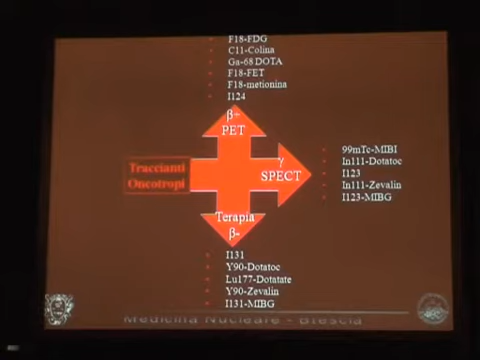 F18-FDG
C11-Colina
Ga-68 DOTA
F18-FET
F18-metionina
I124
β+
PET
Traccianti
Oncotropi
γ
SPECT
99mTc-MIBI
In111-Dotatoc
I123
In111-Zevalin
I123-MIBG
Terapia
β-
I131
Y90-Dotatoc
Lu177-Dotatate
Y90-Zevalin
I131-MIBG
Medicina Nucleare - Brescia